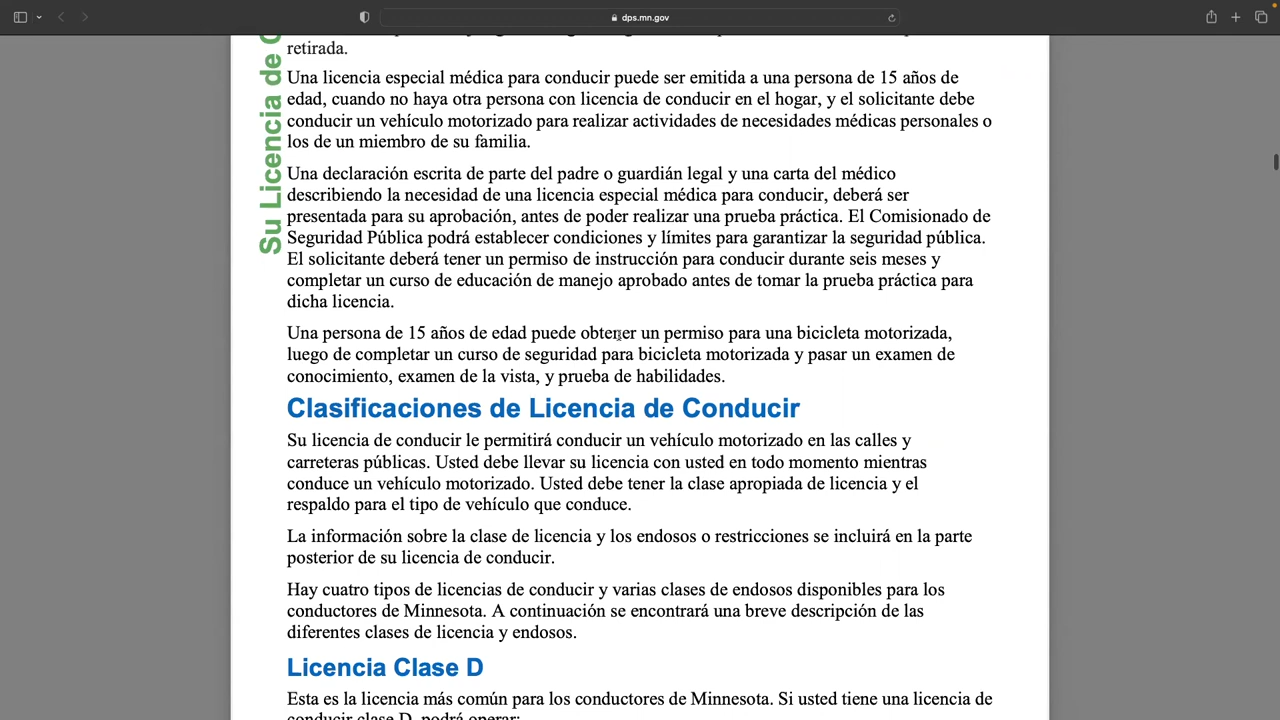 dps.mn.gov
Su Licencia de C
retirada.
Una licencia especial médica para conducir puede ser emitida a una persona de 15 años de
edad, cuando no haya otra persona con licencia de conducir en el hogar, y el solicitante debe
conducir un vehículo motorizado para realizar actividades de necesidades médicas personales o
los de un miembro de su familia.
Una declaración escrita de parte del padre o guardián legal y una carta del médico
describiendo la necesidad de una licencia especial médica para conducir, deberá ser
presentada para su aprobación, antes de poder realizar una prueba práctica. El Comisionado de
Seguridad Pública podrá establecer condiciones y límites para garantizar la seguridad pública.
El solicitante deberá tener un permiso de instrucción para conducir durante seis meses y
completar un curso de educación de manejo aprobado antes de tomar la prueba práctica para
dicha licencia.
Una persona de 15 años de edad puede obtener un permiso para una bicicleta motorizada,
luego de completar un curso de seguridad para bicicleta motorizada y pasar un examen de
conocimiento, examen de la vista, y prueba de habilidades.
Clasificaciones de Licencia de Conducir
Su licencia de conducir le permitirá conducir un vehículo motorizado en las calles y
carreteras públicas. Usted debe llevar su licencia con usted en todo momento mientras
conduce un vehículo motorizado. Usted debe tener la clase apropiada de licencia y el
respaldo para el tipo de vehículo que conduce.
La información sobre la clase de licencia y los endosos o restricciones se incluirá en la parte
posterior de su licencia de conducir.
Hay cuatro tipos de licencias de conducir y varias clases de endosos disponibles para los
conductores de Minnesota. A continuación se encontrará una breve descripción de las
diferentes clases de licencia y endosos.
Licencia Clase D
Esta es la licencia más común para los conductores de Minnesota. Si usted tiene una licencia de
conducir clase D, podrá operar: